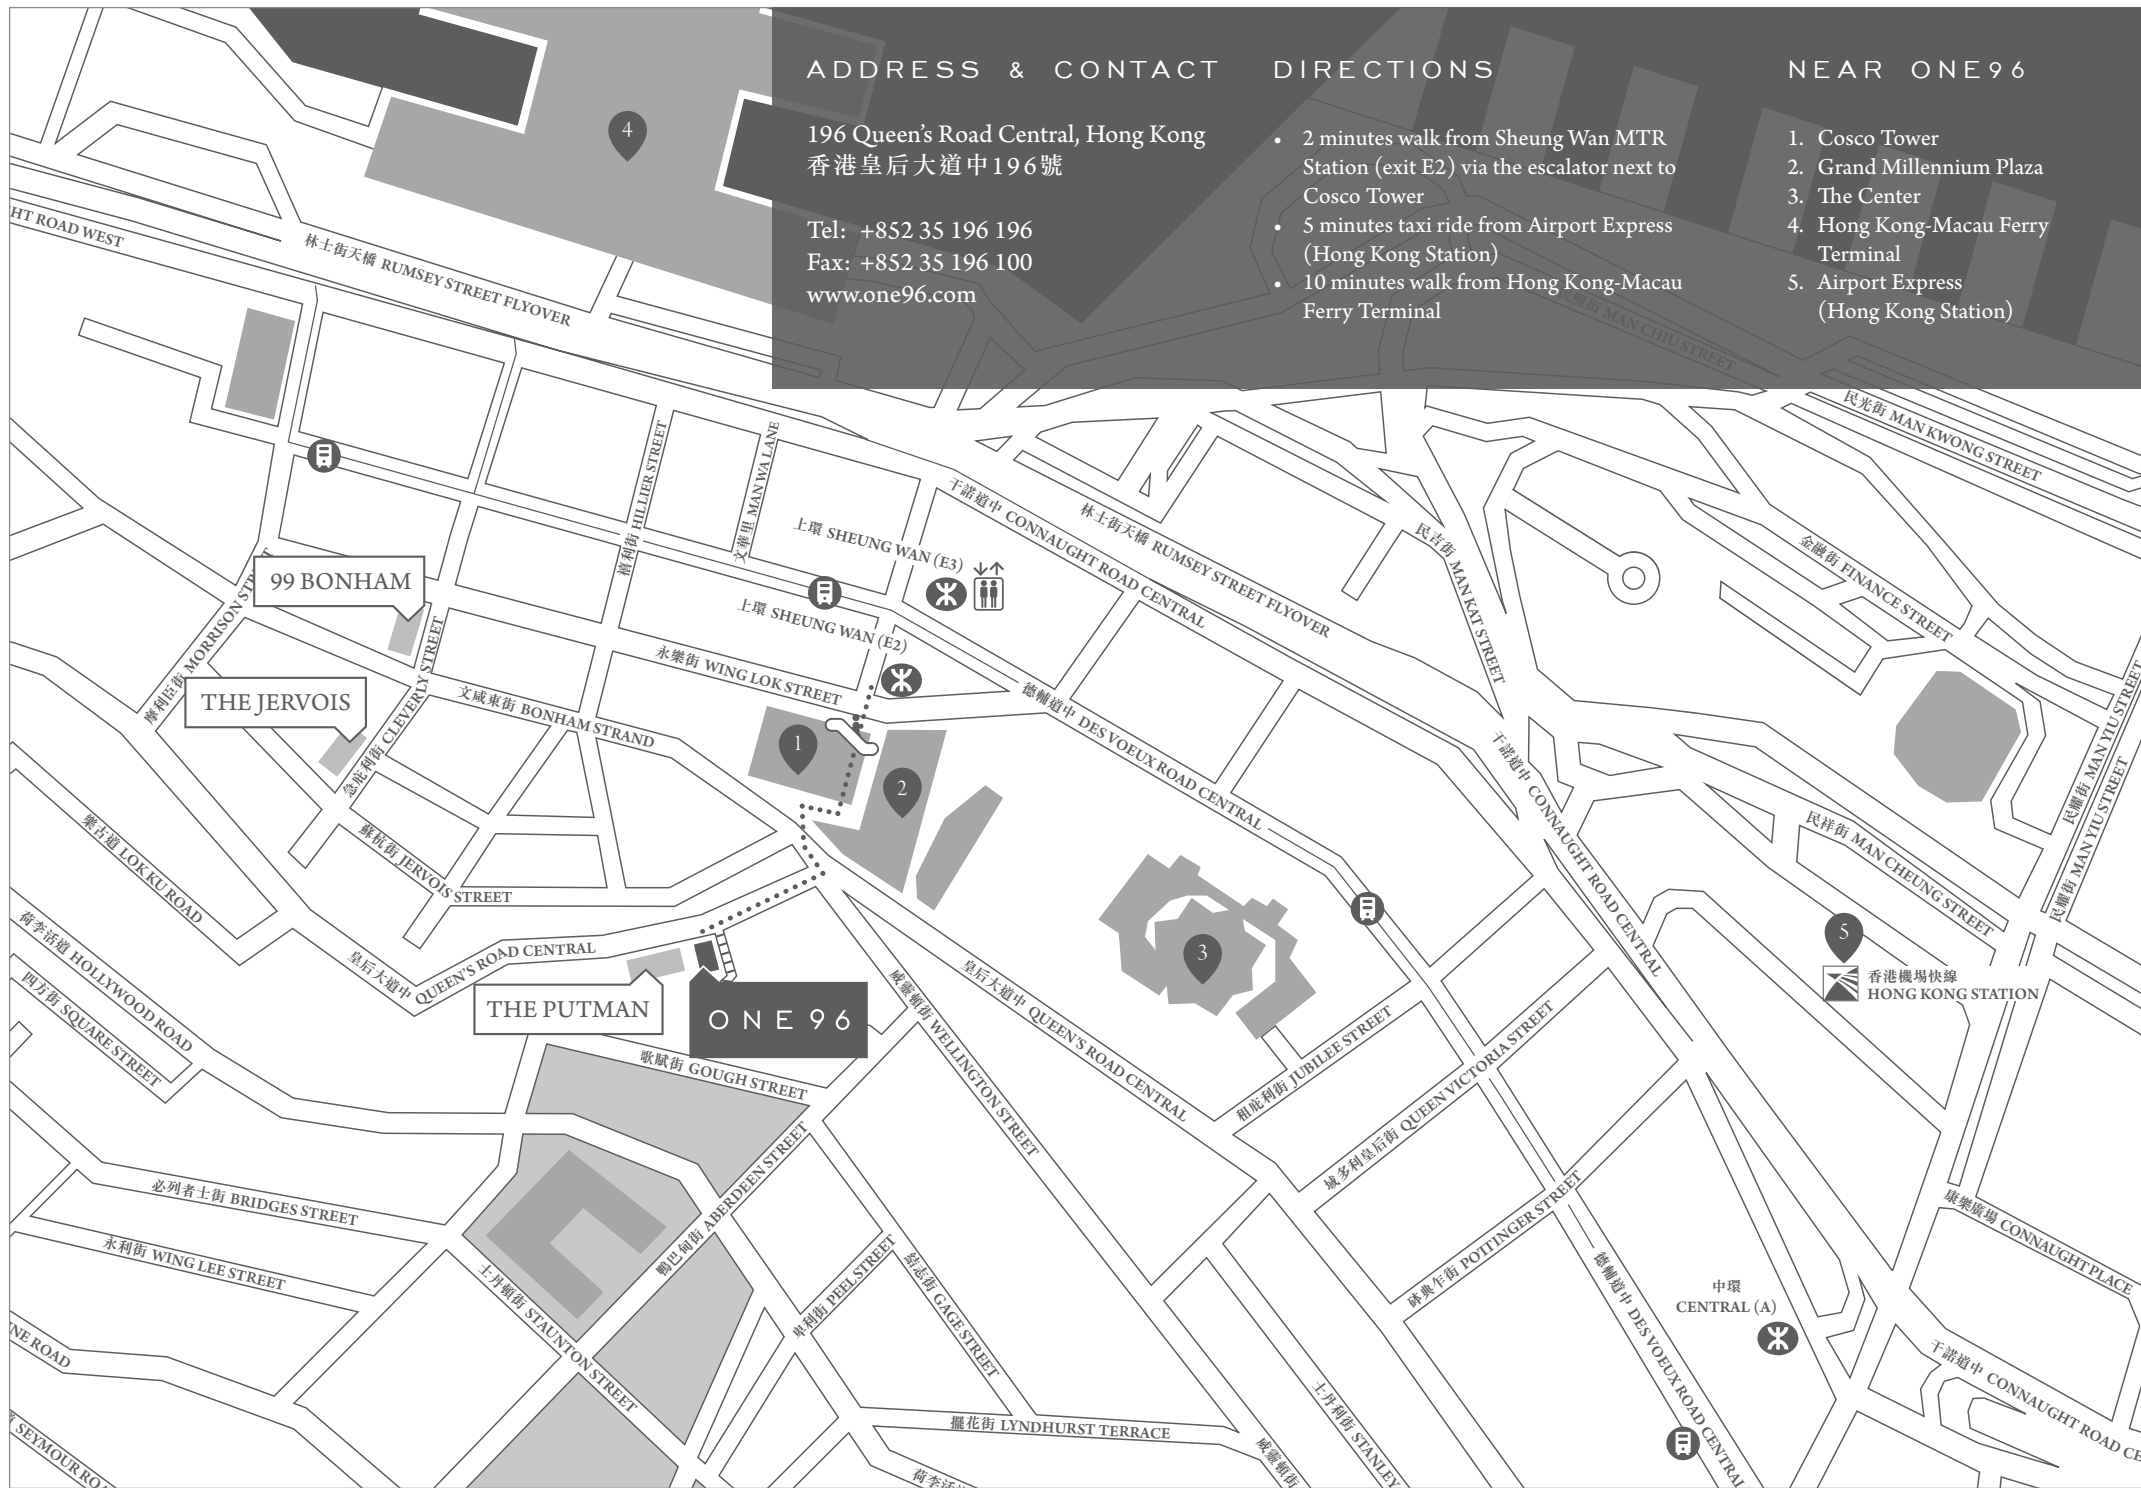 ADDRESS & CONTACT
196 Queen's Road Central, Hong Kong
香港皇后大道中196號
Tel: +852 35 196 196
Fax: +852 35 196 100
www.one96.com
DIRECTIONS
• 2 minutes walk from Sheung Wan MTR
Station (exit E2) via the escalator next to
Cosco Tower
• 5 minutes taxi ride from Airport Express
(Hong Kong Station)
• 10 minutes walk from Hong Kong-Macau
Ferry Terminal
NEAR ONE96
1. Cosco Tower
2. Grand Millennium Plaza
3. The Center
4. Hong Kong-Macau Ferry
Terminal
5. Airport Express
(Hong Kong Station)
4
HT ROAD WEST
林士街天橋 RUMSEY STREET FLYOVER
民耀街 MAN CHIU STREET
民光街 MAN KWONG STREET
禧利街 HILLIER STREET
文華里 MAN WA LANE
上環 SHEUNG WAN (E3)
干諾道中 CONNAUGHT ROAD CENTRAL
林士街天橋 RUMSEY STREET FLYOVER
民吉街 MAN KAT STREET
金融街 FINANCE STREET
99 BONHAM
摩利臣街 MORRISON STREET
上環 SHEUNG WAN (E2)
永樂街 WING LOK STREET
THE JERVOIS
急庇利街 CLEVERLY STREET
文咸東街 BONHAM STRAND
德輔道中 DES VOEUX ROAD CENTRAL
1
2
干諾道中 CONNAUGHT ROAD CENTRAL
民耀街 MAN YIU STREET
民耀街 MAN YIU STREET
民祥街 MAN CHEUNG STREET
樂古道 LOK KU ROAD
蘇杭街 JERVOIS STREET
荷李活道 HOLLYWOOD ROAD
四方街 SQUARE STREET
皇后大道中 QUEEN'S ROAD CENTRAL
THE PUTMAN
ONE96
3
5
香港機場快線
HONG KONG STATION
威靈頓街 WELLINGTON STREET
皇后大道中 QUEEN'S ROAD CENTRAL
租庇利街 JUBILEE STREET
域多利皇后街 QUEEN VICTORIA STREET
歌賦街 GOUGH STREET
必列者士街 BRIDGES STREET
永利街 WING LEE STREET
鴨巴甸街 ABERDEEN STREET
士丹頓街 STAUNTON STREET
卑利街 PEEL STREET
結志街 GAGE STREET
砵典乍街 POTTINGER STREET
德輔道中 DES VOEUX ROAD CENTRAL
康樂廣場 CONNAUGHT PLACE
中環
CENTRAL (A)
干諾道中 CONNAUGHT ROAD CE
NE ROAD
SEYMOUR ROA
擺花街 LYNDHURST TERRACE
荷李活道
威靈頓街
士丹利街 STANLEY